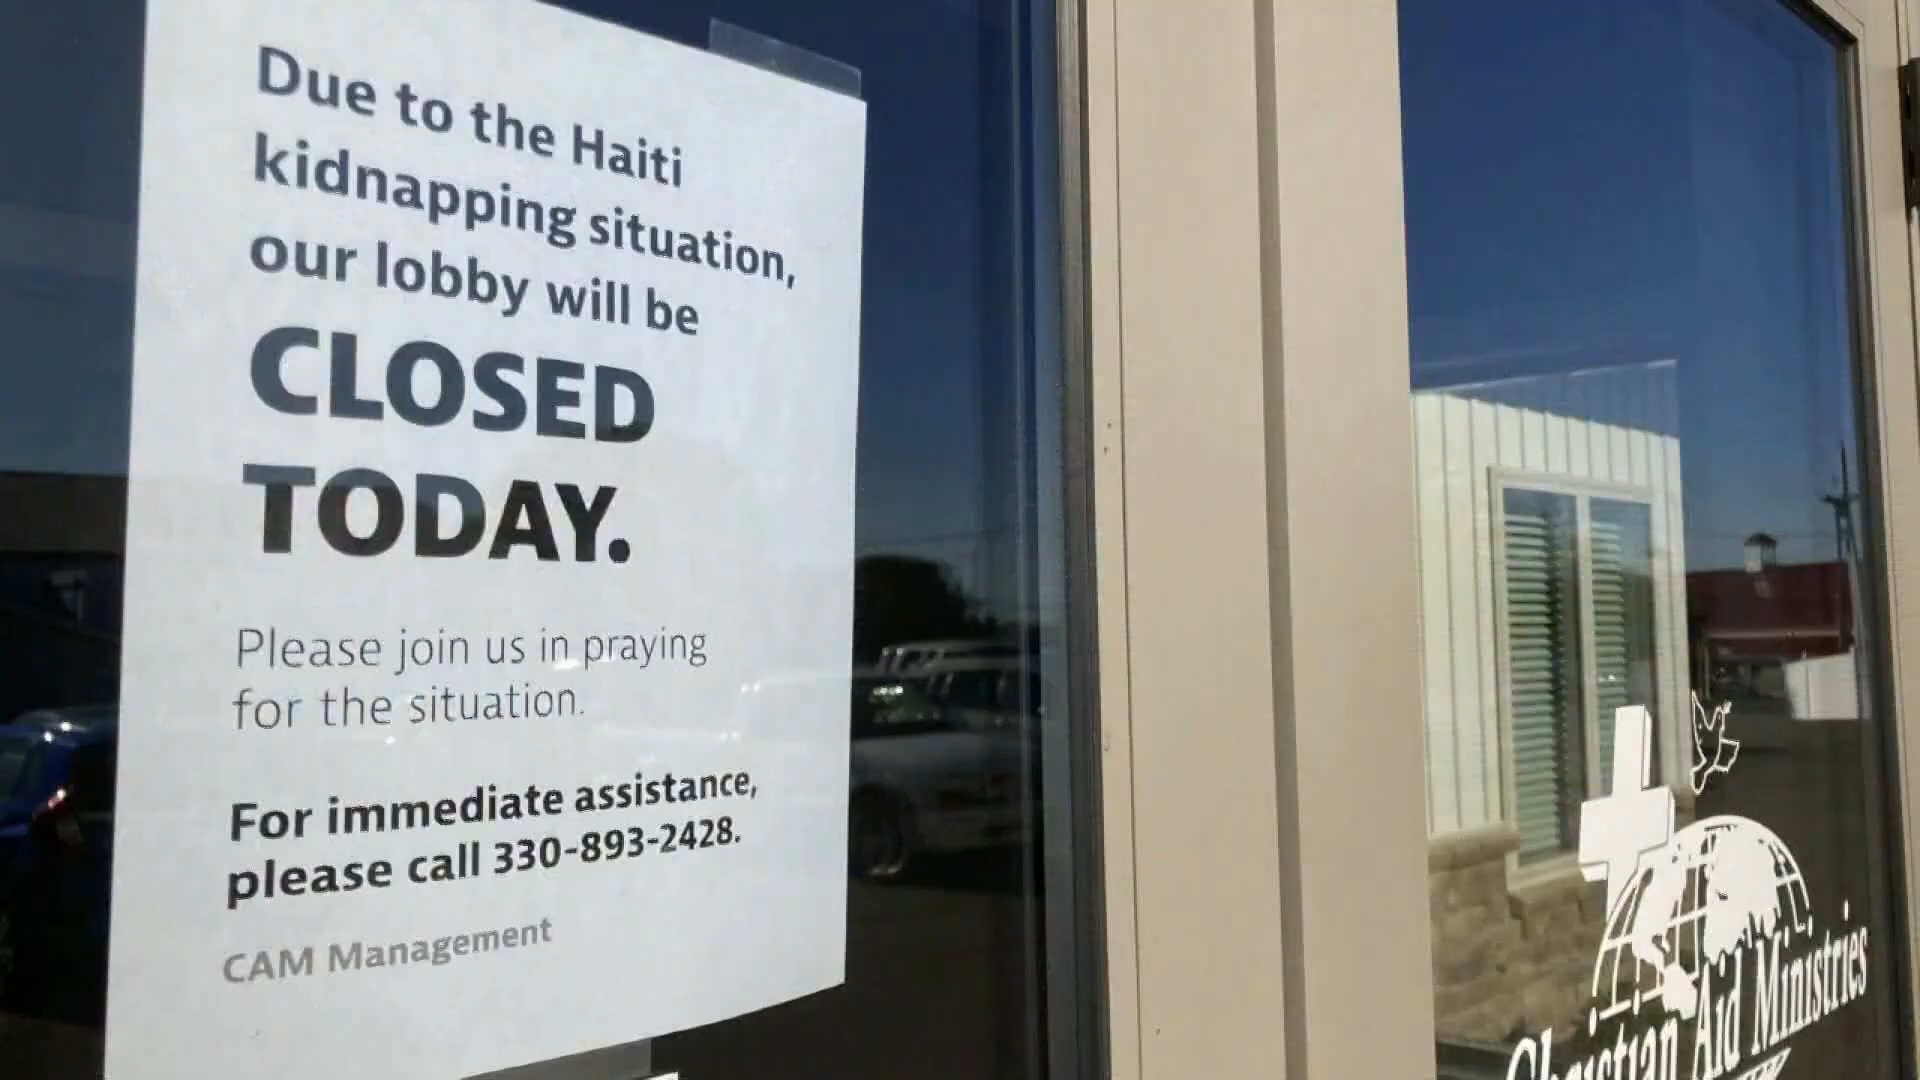 Due to the Haiti
kidnapping situation,
our lobby will be
CLOSED
TODAY.
Please join us in praying
for the situation.
For immediate assistance,
please call 330-893-2428.
CAM Management
Christian Aid Ministries